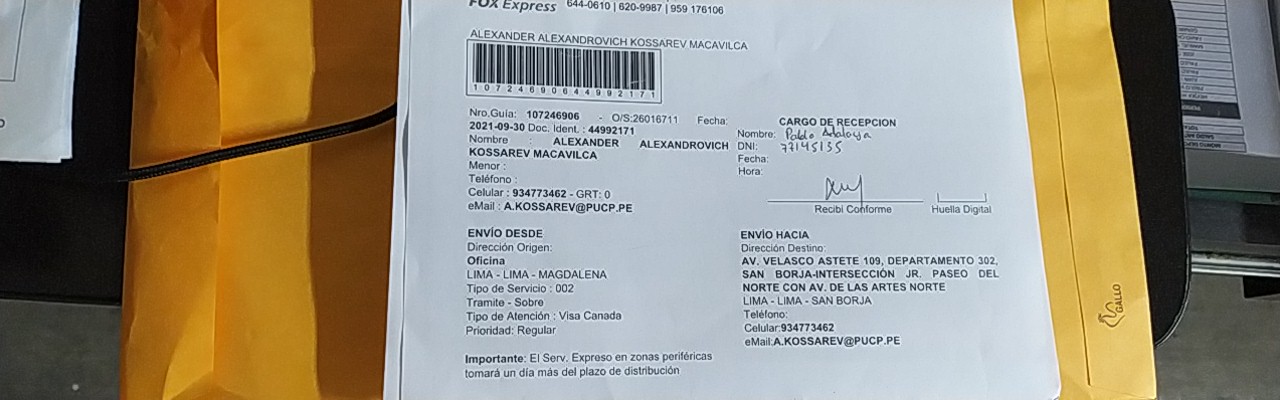 FOX Express 644-0610 | 620-9987 | 959 176106
ALEXANDER ALEXANDROVICH KOSSAREV MACAVILCA
1072469064499 2171
Nro.Guía: 107246906 - O/S:26016711 Fecha:
2021-09-30 Doc. Ident. : 44992171
Nombre : ALEXANDER ALEXANDROVICH
KOSSAREV MACAVILCA
Menor :
Teléfono :
Celular : 934773462 - GRT: 0
eMail : A.KOSSAREV@PUCP.PE
CARGO DE RECEPCION
Nombre: Pablo
DNI: 77145135
Fecha:
Hora:
Recibí Conforme Huella Digital
ENVÍO DESDE
Dirección Origen:
Oficina
LIMA - LIMA - MAGDALENA
Tipo de Servicio : 002
Tramite - Sobre
Tipo de Atención : Visa Canada
Prioridad: Regular
ENVÍO HACIA
Dirección Destino:
AV. VELASCO ASTETE 109, DEPARTAMENTO 302,
SAN BORJA-INTERSECCIÓN JR. PASEO DEL
NORTE CON AV. DE LAS ARTES NORTE
LIMA - LIMA - SAN BORJA
Teléfono:
Celular:934773462
eMail:A.KOSSAREV@PUCP.PE
Importante: El Serv. Expreso en zonas periféricas
tomará un día más del plazo de distribución
GALLO